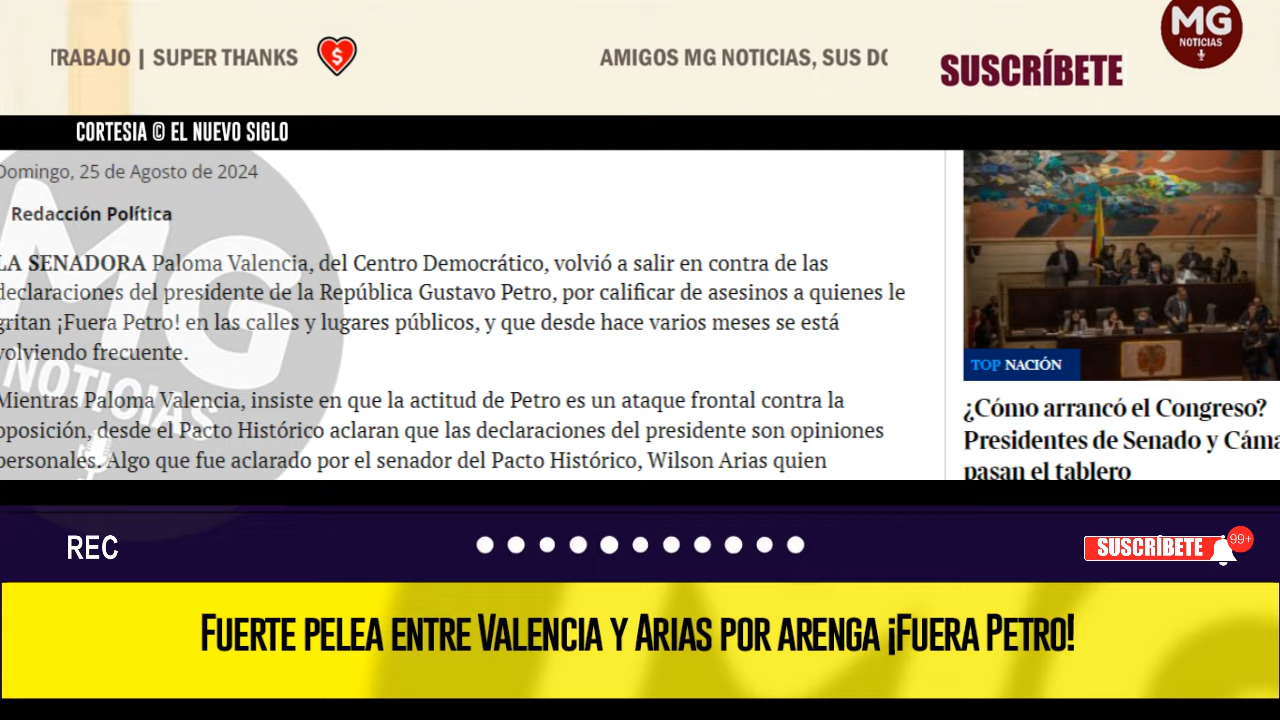 TRABAJO | SUPER THANKS
AMIGOS MG NOTICIAS, SUS DO
SUSCRÍBETE
MG
NOTICIAS
CORTESIA © EL NUEVO SIGLO
Domingo, 25 de Agosto de 2024
Redacción Política
LA SENADORA Paloma Valencia, del Centro Democrático, volvió a salir en contra de las
declaraciones del presidente de la República Gustavo Petro, por calificar de asesinos a quienes le
gritan ¡Fuera Petro! en las calles y lugares públicos, y que desde hace varios meses se está
volviendo frecuente.
Mientras Paloma Valencia, insiste en que la actitud de Petro es un ataque frontal contra la
oposición, desde el Pacto Histórico aclaran que las declaraciones del presidente son opiniones
personales. Algo que fue aclarado por el senador del Pacto Histórico, Wilson Arias quien
MG
NOTICIAS
TOP NACIÓN
¿Cómo arrancó el Congreso?
Presidentes de Senado y Cáma
pasan el tablero
REC
SUSCRÍBETE
99+
FUERTE PELEA ENTRE VALENCIA Y ARIAS POR ARENGA ¡FUERA PETRO!